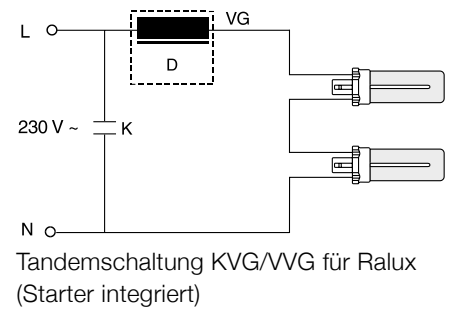 L
VG
D
230 V ~
K
N
Tandemschaltung KVG/VVG für Ralux
(Starter integriert)